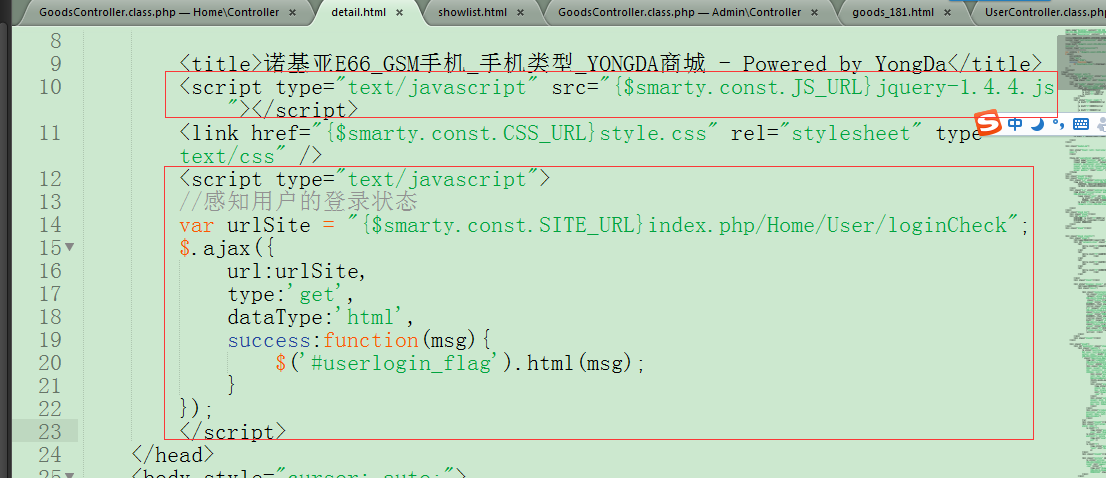 GoodsController.class.php — Home\Controller × detail.html × showlist.html × GoodsController.class.php — Admin\Controller × goods_181.html × UserController.class.php
8
9 <title>诺基亚E66_GSM手机_手机类型_YONGDA商城 - Powered by YongDa</title>
10 <script type="text/javascript" src="{$smarty.const.JS_URL}jquery-1.4.4.js
"></script>
11 <link href="{$smarty.const.CSS_URL}style.css" rel="stylesheet" type
text/css" />
S 中
12 <script type="text/javascript">
13 //感知用户的登录状态
14 var urlSite = "{$smarty.const.SITE_URL}index.php/Home/User/loginCheck";
15 $.ajax({
16 url:urlSite,
17 type:'get',
18 dataType:'html',
19 success:function(msg){
20 $('#userlogin_flag').html(msg);
21 }
22 });
23 </script>
24 </head>
25 <body style="cursor: auto;">